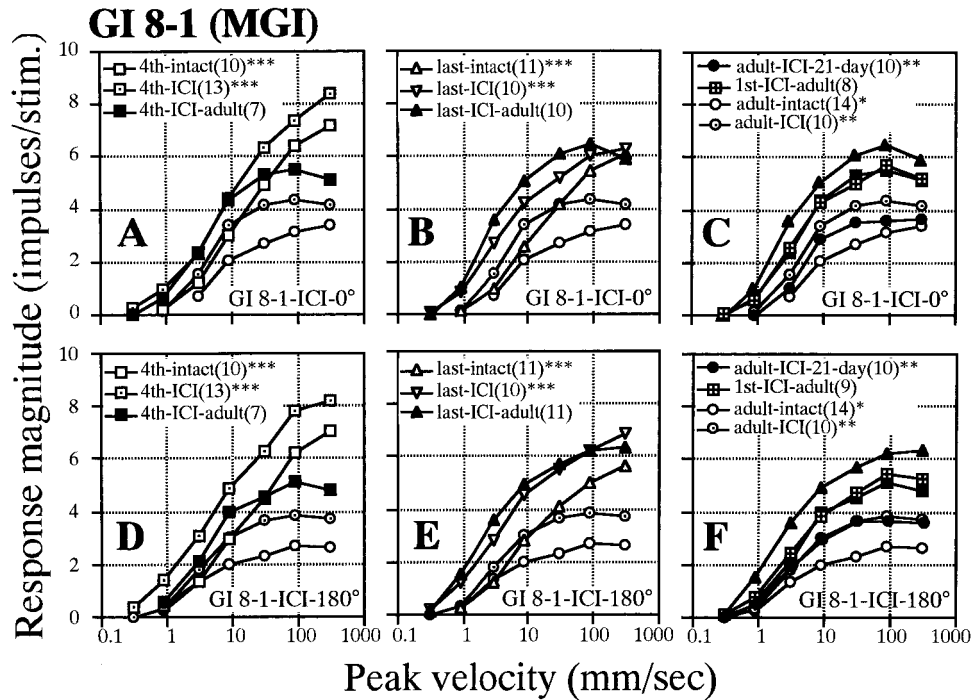 GI 8-1 (MGI)
Response magnitude (impulses/stim.)
10
8
6
4
2
0
4th-intact(10)***
4th-ICI(13)***
4th-ICI-adult(7)
A
GI 8-1-ICI-0°
last-intact(11)***
last-ICI(10)***
last-ICI-adult(10)
B
GI 8-1-ICI-0°
adult-ICI-21-day(10)**
1st-ICI-adult(8)
adult-intact(14)*
adult-ICI(10)**
C
GI 8-1-ICI-0°
10
8
6
4
2
0
4th-intact(10)***
4th-ICI(13)***
4th-ICI-adult(7)
D
GI 8-1-ICI-180°
last-intact(11)***
last-ICI(10)***
last-ICI-adult(11)
E
GI 8-1-ICI-180°
adult-ICI-21-day(10)**
1st-ICI-adult(9)
adult-intact(14)*
adult-ICI(10)**
F
GI 8-1-ICI-180°
0.1 1 10 100 1000
0.1 1 10 100 1000
0.1 1 10 100 1000
Peak velocity (mm/sec)